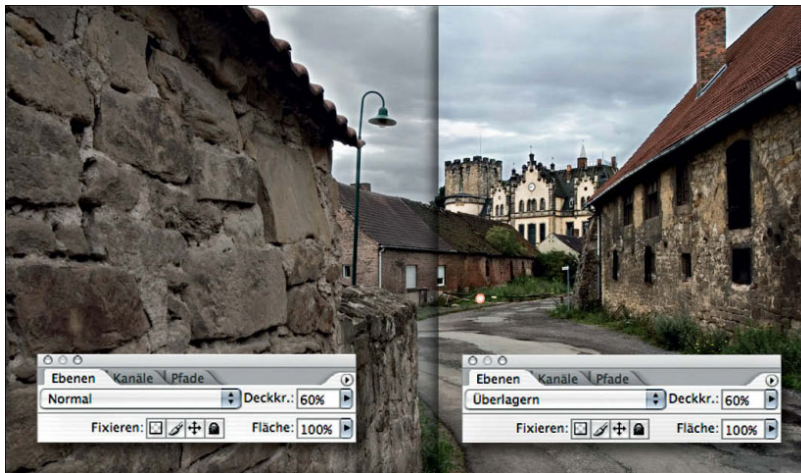 Ebenen Kanäle Pfade
Normal Deckkr.: 60%
Fixieren: Fläche: 100%
Ebenen Kanäle Pfade
Überlagern Deckkr.: 60%
Fixieren: Fläche: 100%